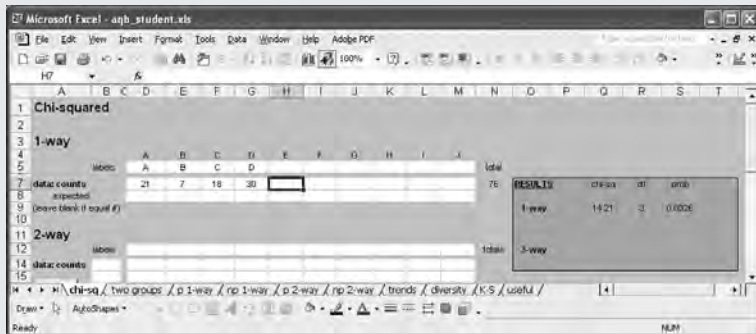 Microsoft Excel - aqb_student.xls
File Edit View Insert Format Tools Data Window Help Adobe PDF
100%
H7 fx
A B C D E F G H I J K L M N O P Q R S T
1 Chi-squared
2
3 1-way
4 A B C D E F G H I J
5 labels A B C D total
7 data: counts 21 7 18 30 76 RESULTS chi-sq df prob
8 expected
9 (leave blank if equal #) 1-way 14.21 3 0.0026
10
11 2-way
12 labels totals 2-way
14 data: counts
15
chi-sq / two groups / p 1-way / np 1-way / p 2-way / np 2-way / trends / diversity / K-S / useful /
Draw AutoShapes
Ready NUM